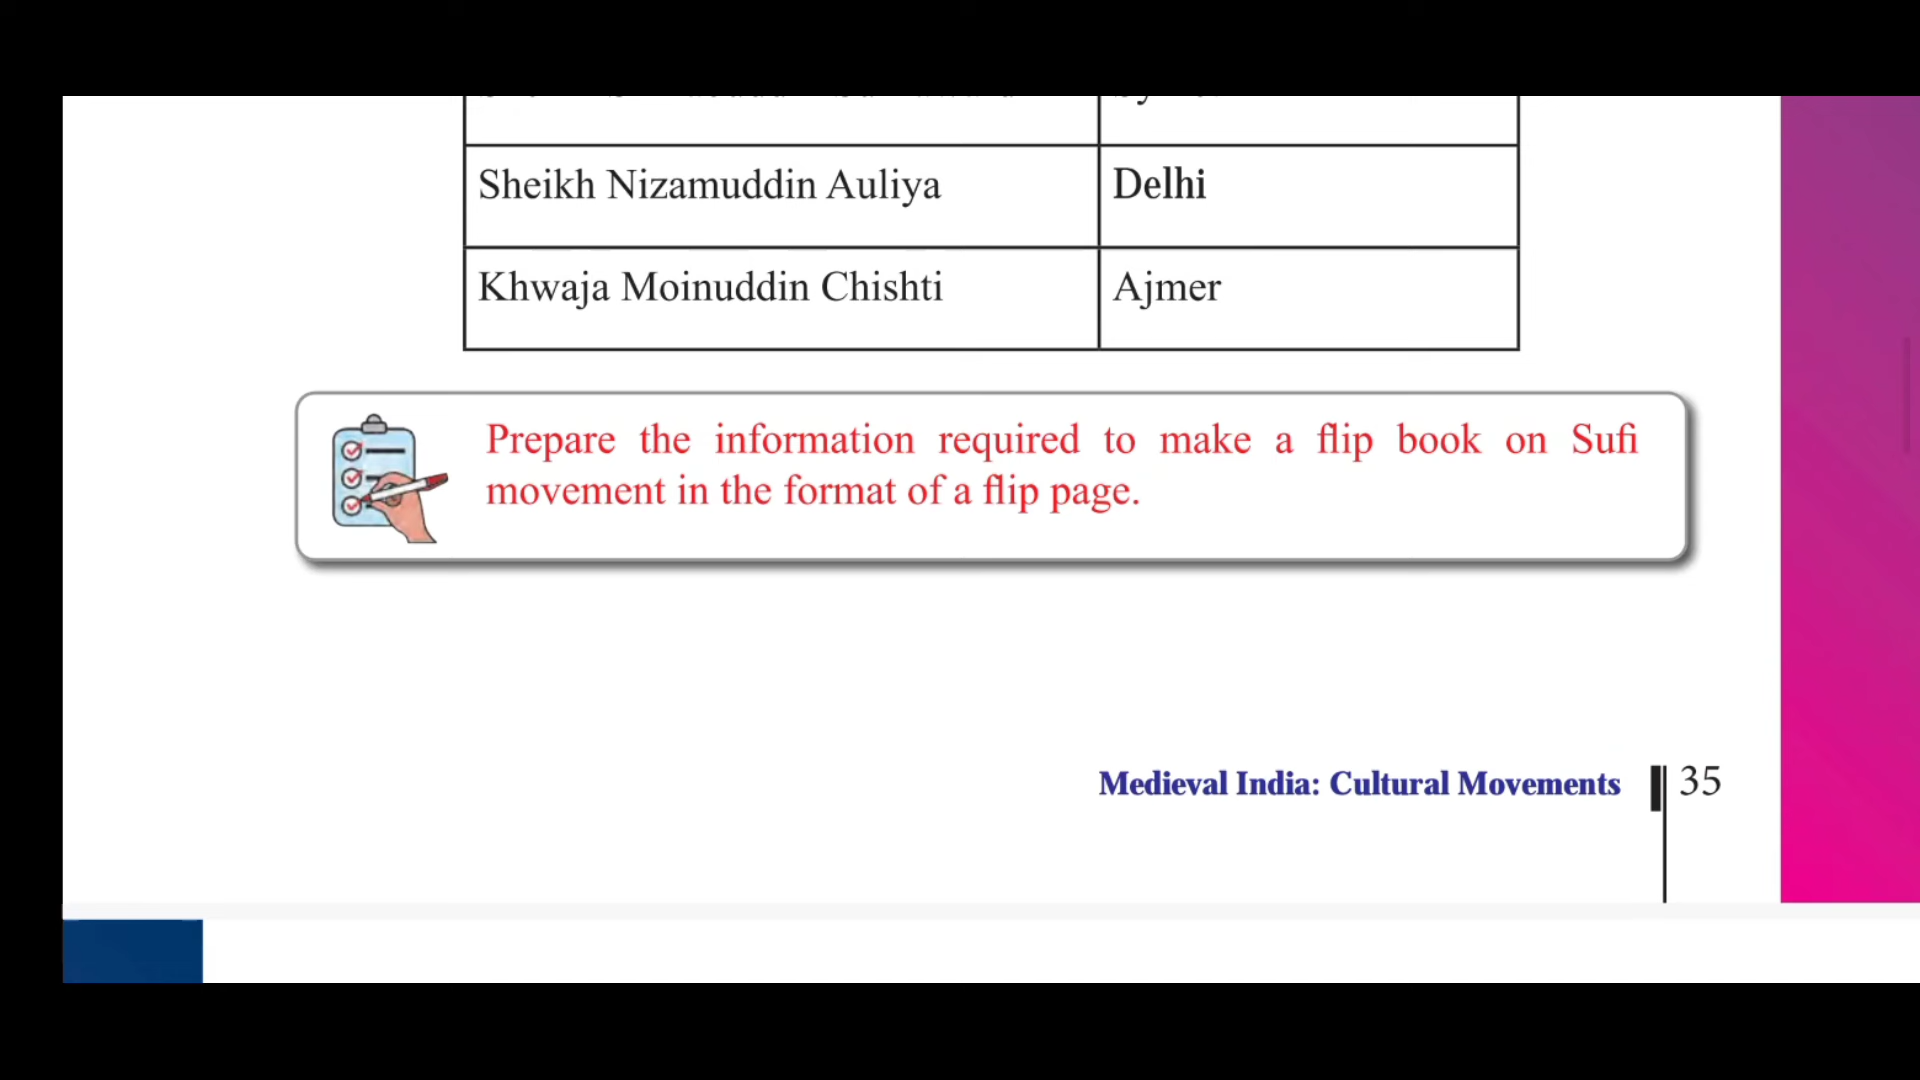 Sheikh Nizamuddin Auliya Delhi
Khwaja Moinuddin Chishti Ajmer
Prepare the information required to make a flip book on Sufi
movement in the format of a flip page.
Medieval India: Cultural Movements 35